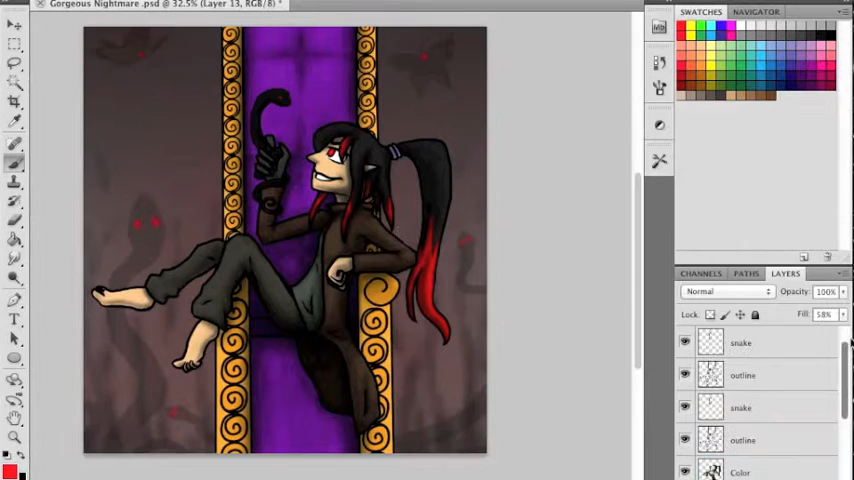 Gorgeous Nightmare .psd @ 32.5% (Layer 13, RGB/8) *
SWATCHES
NAVIGATOR
CHANNELS
PATHS
LAYERS
Normal
Opacity: 100%
Lock:
Fill: 58%
snake
outline
snake
outline
Color